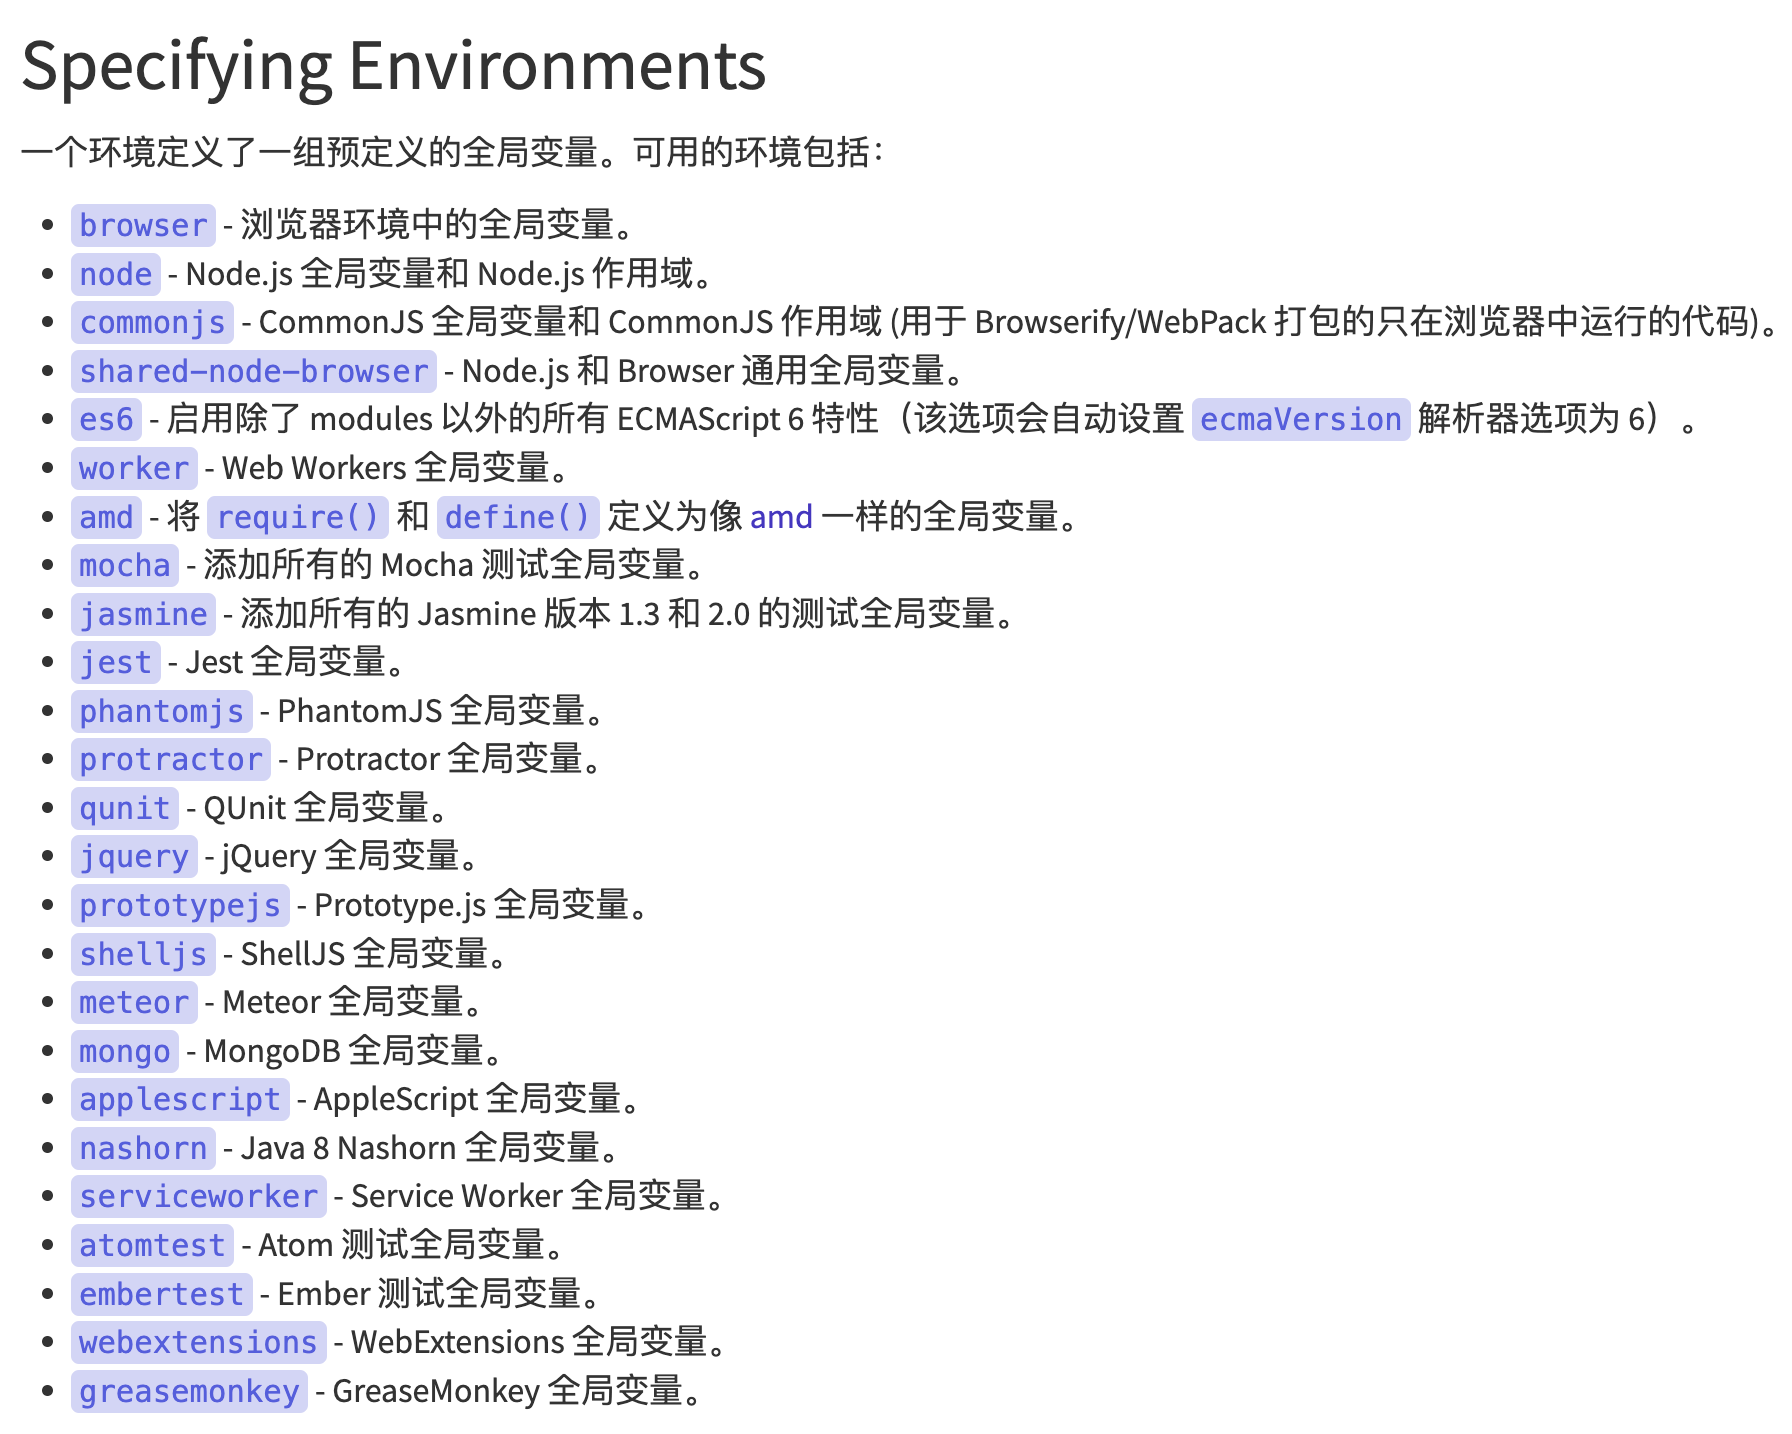 Specifying Environments
一个环境定义了一组预定义的全局变量。可用的环境包括：
browser - 浏览器环境中的全局变量。
node - Node.js 全局变量和 Node.js 作用域。
commonjs - CommonJS 全局变量和 CommonJS 作用域 (用于 Browserify/WebPack 打包的只在浏览器中运行的代码)。
shared-node-browser - Node.js 和 Browser 通用全局变量。
es6 - 启用除了 modules 以外的所有 ECMAScript 6 特性（该选项会自动设置 ecmaVersion 解析器选项为 6）。
worker - Web Workers 全局变量。
amd - 将 require() 和 define() 定义为像 amd 一样的全局变量。
mocha - 添加所有的 Mocha 测试全局变量。
jasmine - 添加所有的 Jasmine 版本 1.3 和 2.0 的测试全局变量。
jest - Jest 全局变量。
phantomjs - PhantomJS 全局变量。
protractor - Protractor 全局变量。
qunit - QUnit 全局变量。
jquery - jQuery 全局变量。
prototypejs - Prototype.js 全局变量。
shelljs - ShellJS 全局变量。
meteor - Meteor 全局变量。
mongo - MongoDB 全局变量。
applescript - AppleScript 全局变量。
nashorn - Java 8 Nashorn 全局变量。
serviceworker - Service Worker 全局变量。
atomtest - Atom 测试全局变量。
embertest - Ember 测试全局变量。
webextensions - WebExtensions 全局变量。
greasemonkey - GreaseMonkey 全局变量。